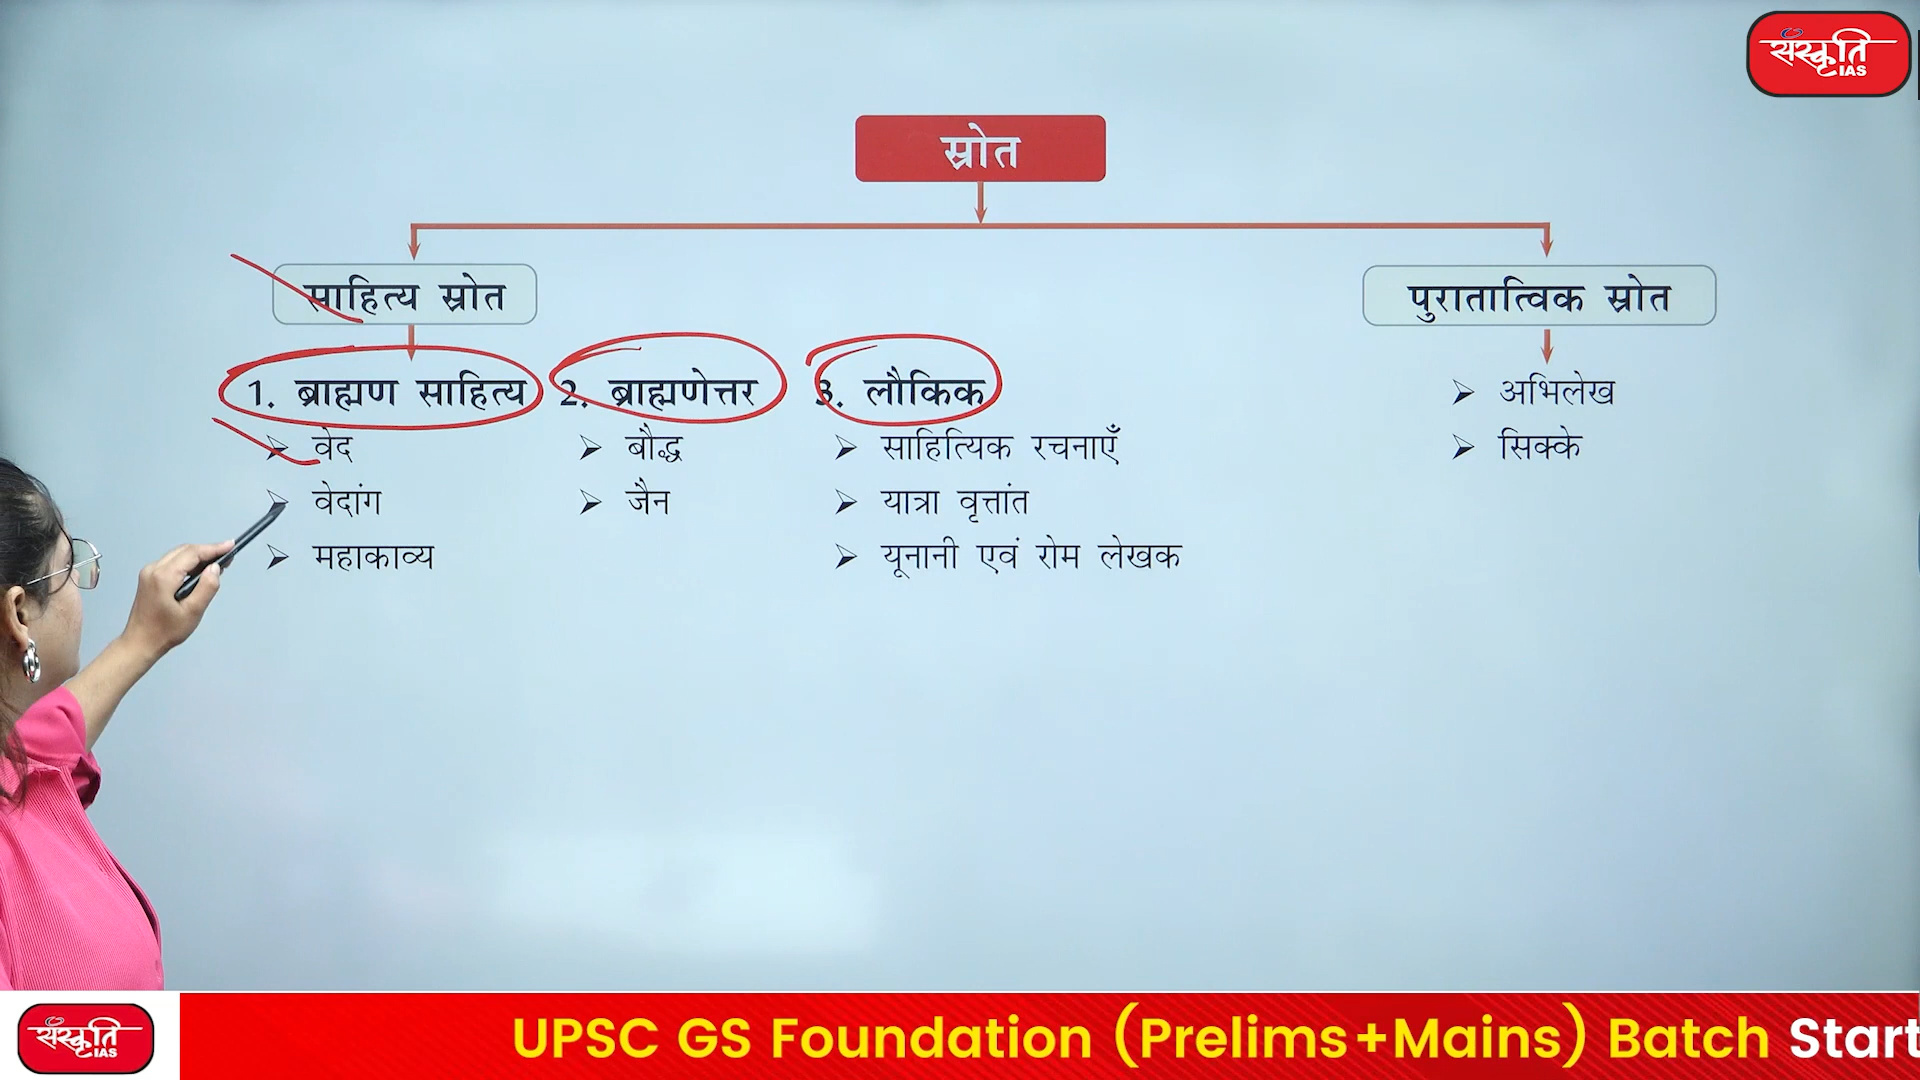 संस्कृति
IAS
स्रोत
साहित्य स्रोत
पुरातात्विक स्रोत
1. ब्राह्मण साहित्य
2. ब्राह्मणेत्तर
3. लौकिक
➢ वेद
➢ वेदांग
➢ महाकाव्य
➢ बौद्ध
➢ जैन
➢ साहित्यिक रचनाएँ
➢ यात्रा वृत्तांत
➢ यूनानी एवं रोम लेखक
➢ अभिलेख
➢ सिक्के
संस्कृति
IAS
UPSC GS Foundation (Prelims+Mains) Batch Start